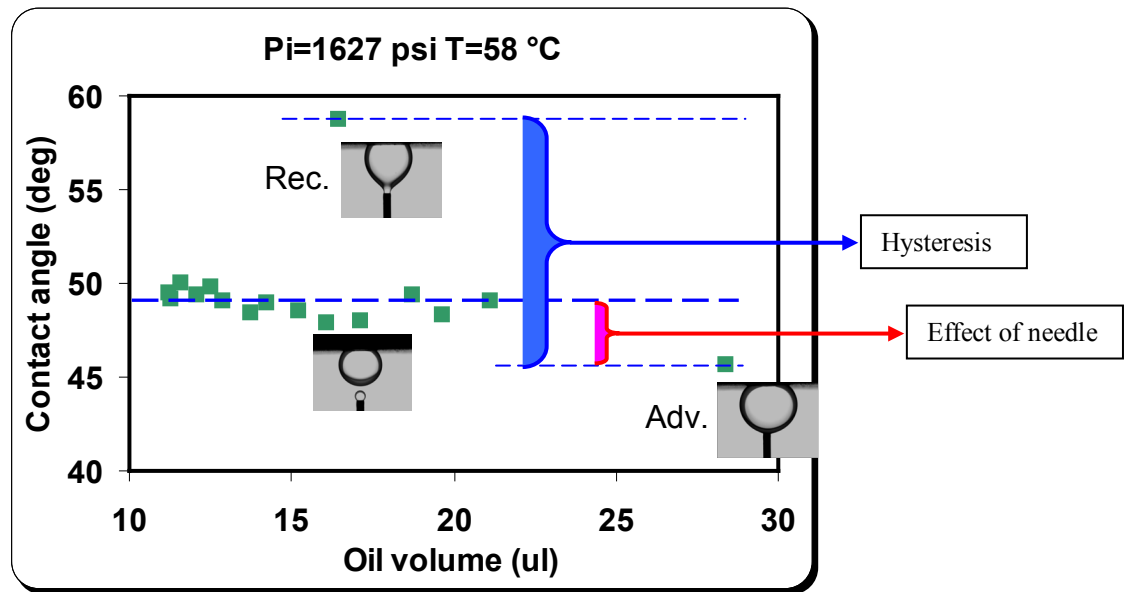 Pi=1627 psi T=58 °C
Contact angle (deg)
60
55
50
45
40
Rec.
Adv.
Hysteresis
Effect of needle
10
15
20
25
30
Oil volume (ul)